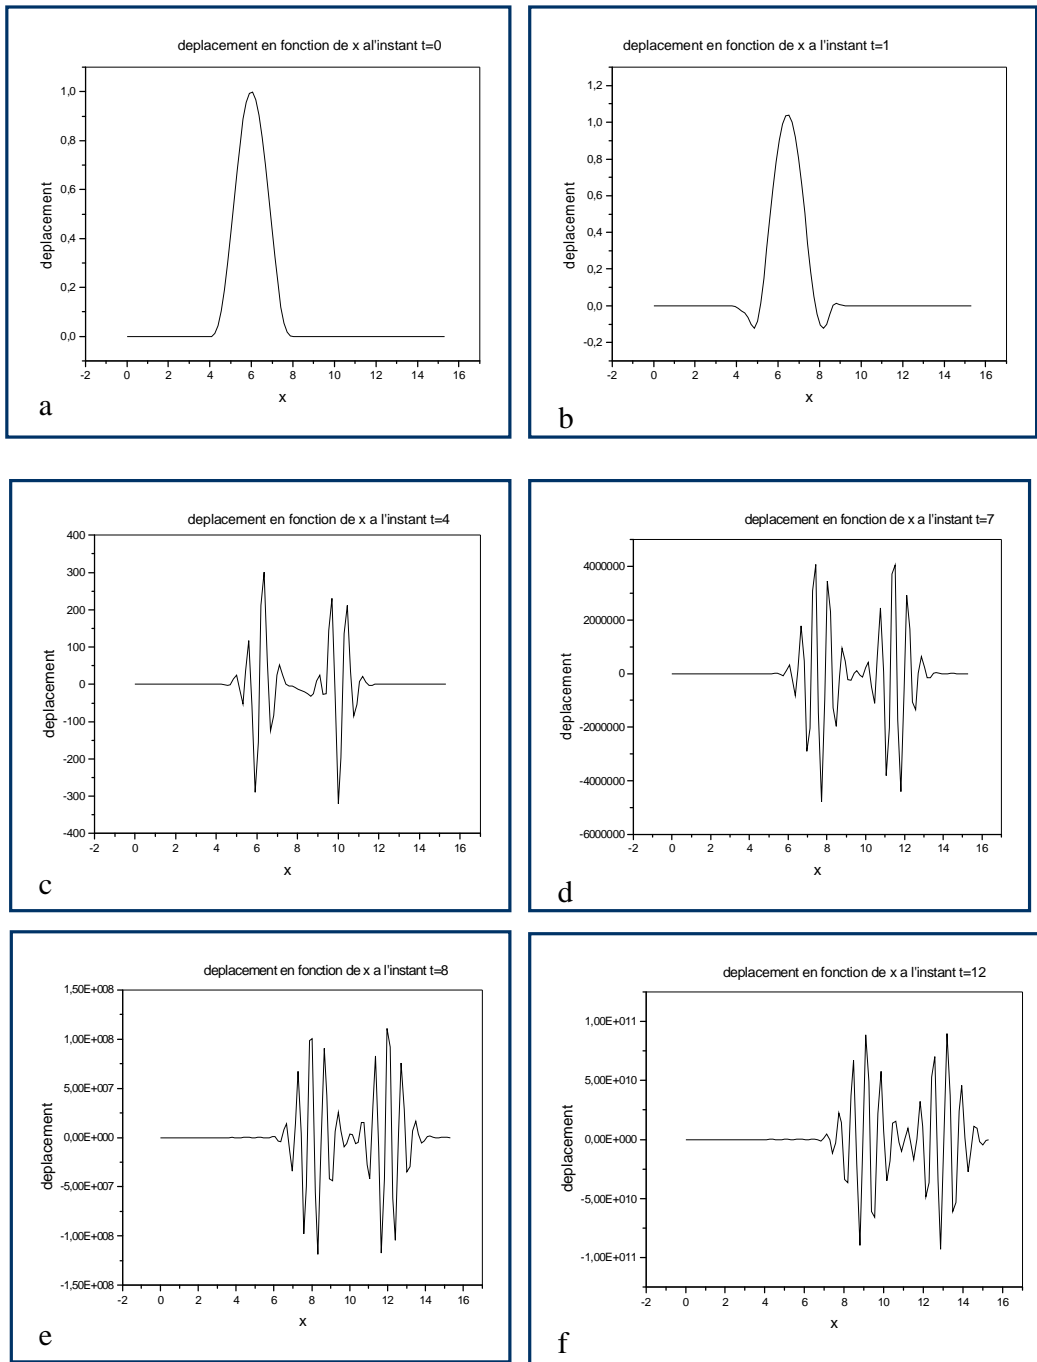 deplacement en fonction de x al'instant t=0
1,0
0,8
0,6
0,4
0,2
0,0
deplacement
-2 0 2 4 6 8 10 12 14 16
x
a
deplacement en fonction de x a l'instant t=1
1,2
1,0
0,8
0,6
0,4
0,2
0,0
-0,2
deplacement
-2 0 2 4 6 8 10 12 14 16
x
b
deplacement en fonction de x a l'instant t=4
400
300
200
100
0
-100
-200
-300
-400
deplacement
-2 0 2 4 6 8 10 12 14 16
x
c
deplacement en fonction de x a l'instant t=7
4000000
2000000
0
-2000000
-4000000
-6000000
deplacement
-2 0 2 4 6 8 10 12 14 16
x
d
deplacement en fonction de x a l'instant t=8
1,50E+008
1,00E+008
5,00E+007
0,00E+000
-5,00E+007
-1,00E+008
-1,50E+008
deplacement
-2 0 2 4 6 8 10 12 14 16
x
e
deplacement en fonction de x a l'instant t=12
1,00E+011
5,00E+010
0,00E+000
-5,00E+010
-1,00E+011
deplacement
-2 0 2 4 6 8 10 12 14 16
x
f